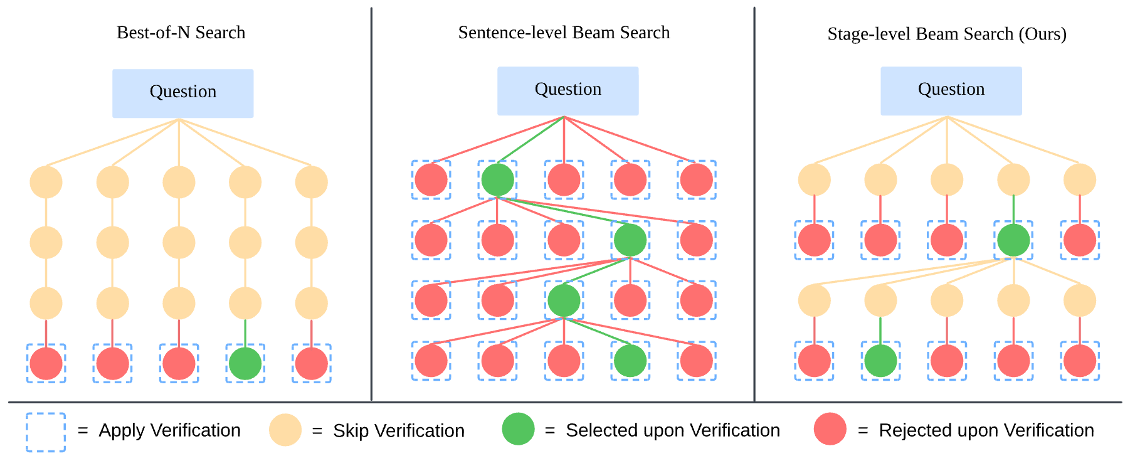 Best-of-N Search
Sentence-level Beam Search
Stage-level Beam Search (Ours)
Question
Question
Question
= Apply Verification
= Skip Verification
= Selected upon Verification
= Rejected upon Verification